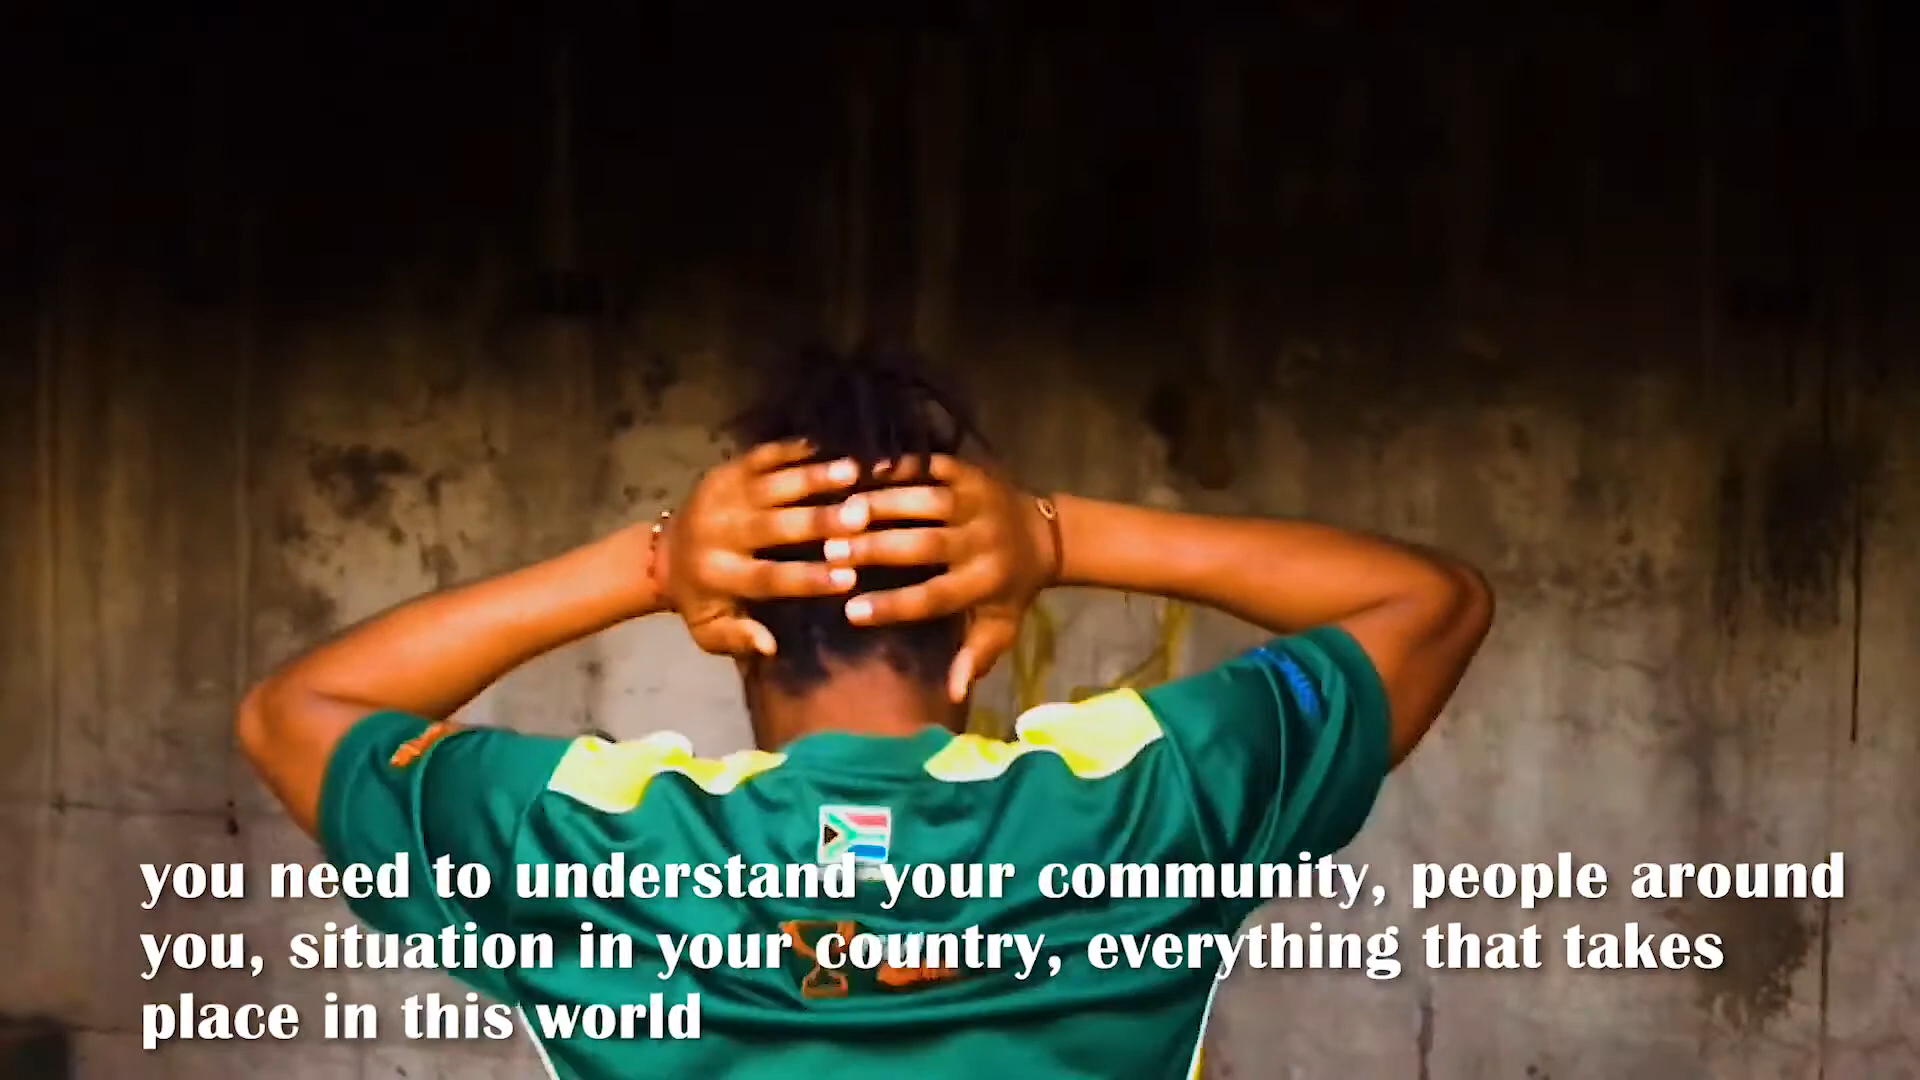 you need to understand your community, people around
you, situation in your country, everything that takes
place in this world